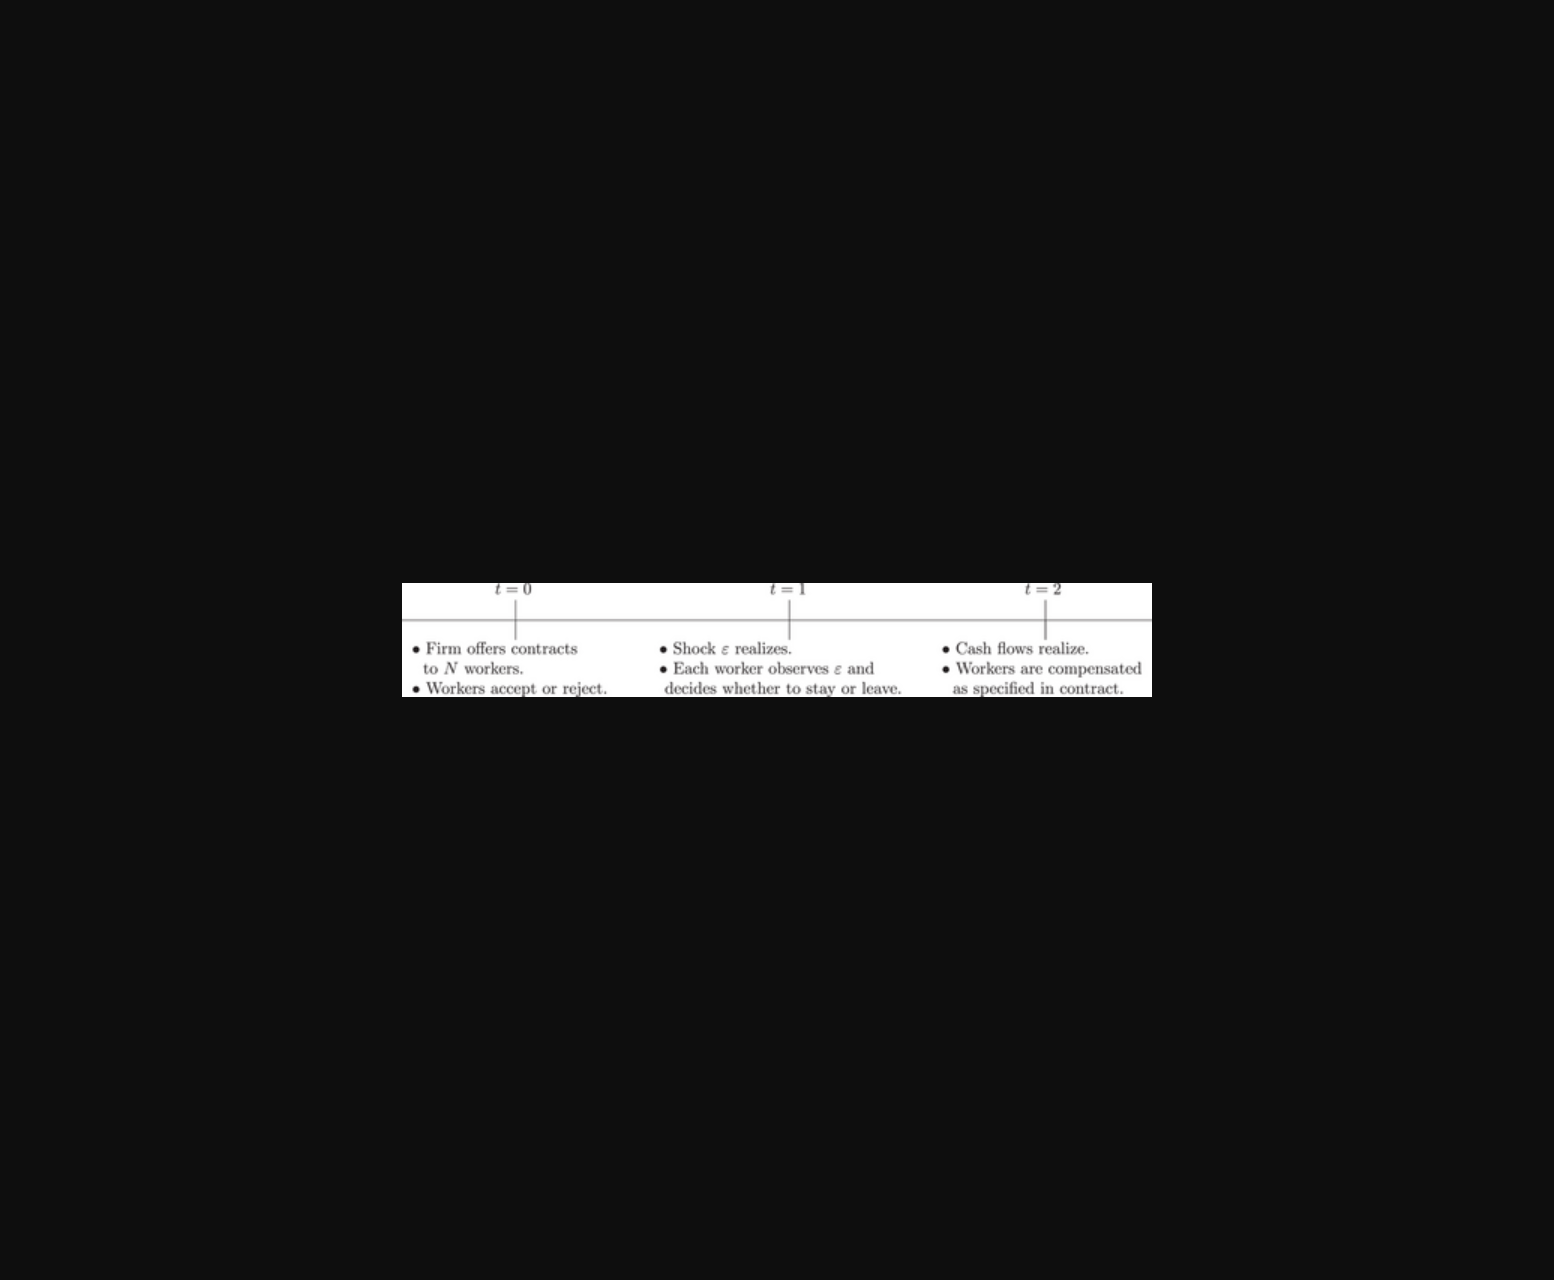 t = 0
t = 1
t = 2
• Firm offers contracts
to N workers.
• Workers accept or reject.
• Shock ε realizes.
• Each worker observes ε and
decides whether to stay or leave.
• Cash flows realize.
• Workers are compensated
as specified in contract.